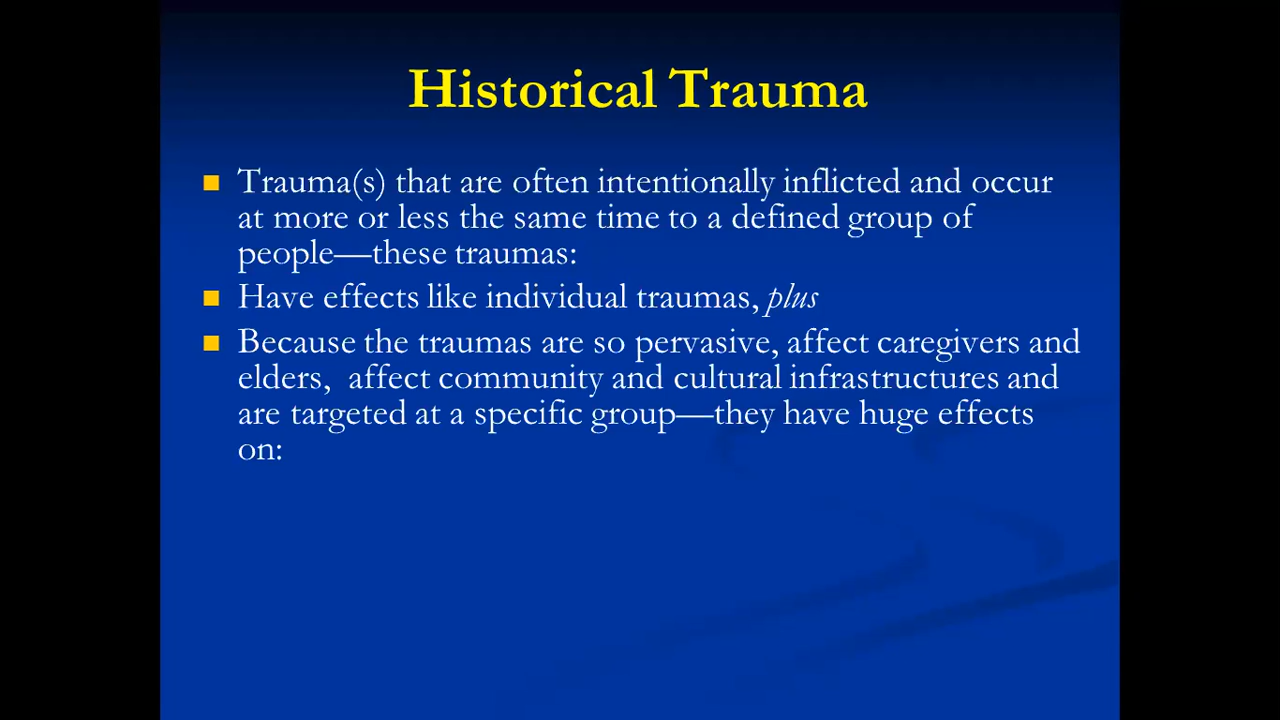 Historical Trauma
Trauma(s) that are often intentionally inflicted and occur
at more or less the same time to a defined group of
people—these traumas:
Have effects like individual traumas, plus
Because the traumas are so pervasive, affect caregivers and
elders,  affect community and cultural infrastructures and
are targeted at a specific group—they have huge effects
on: